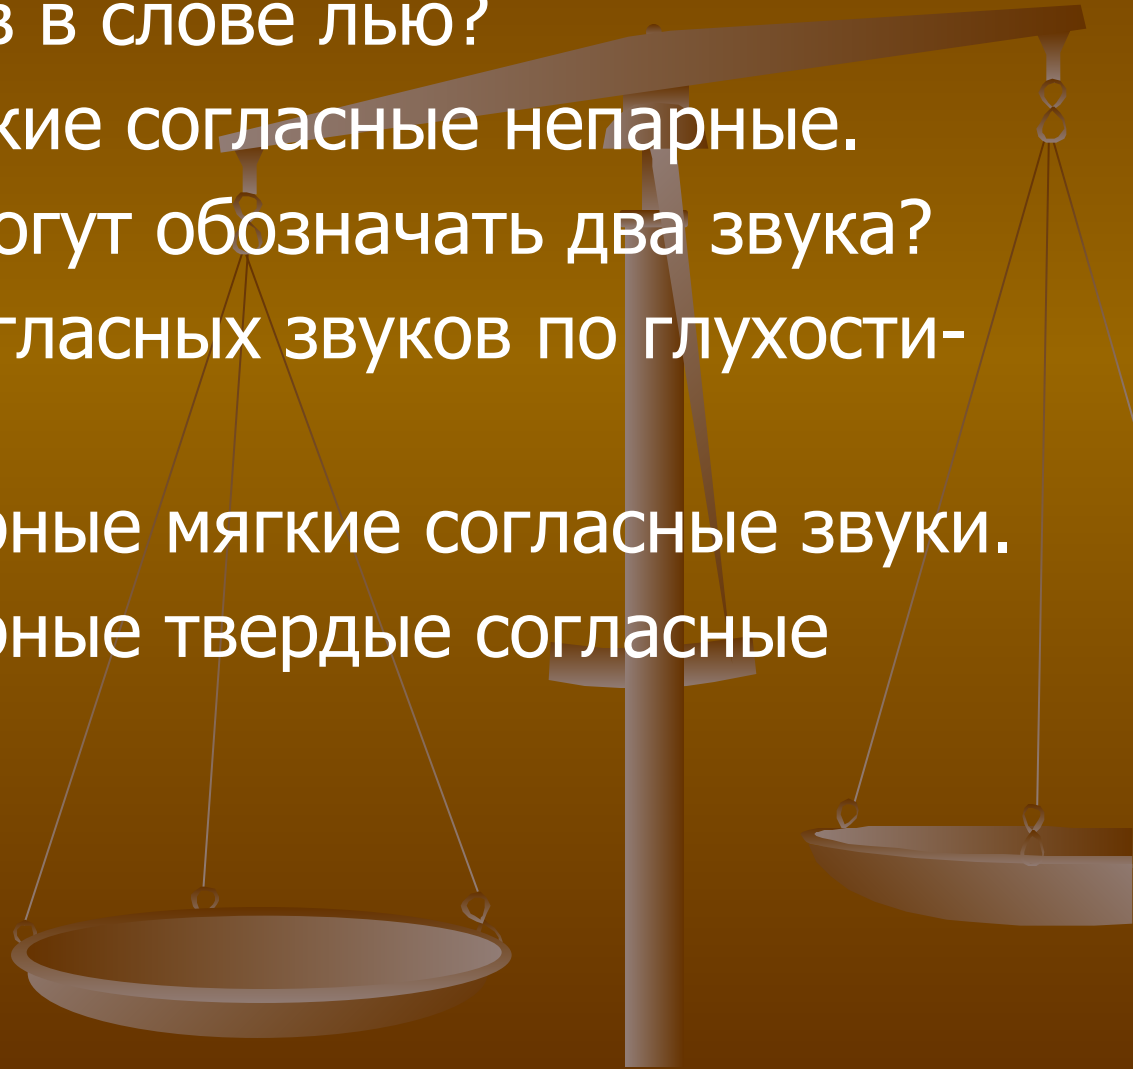 в в слове лью?
кие согласные непарные.
огут обозначать два звука?
гласных звуков по глухости-
рные мягкие согласные звуки.
рные твердые согласные